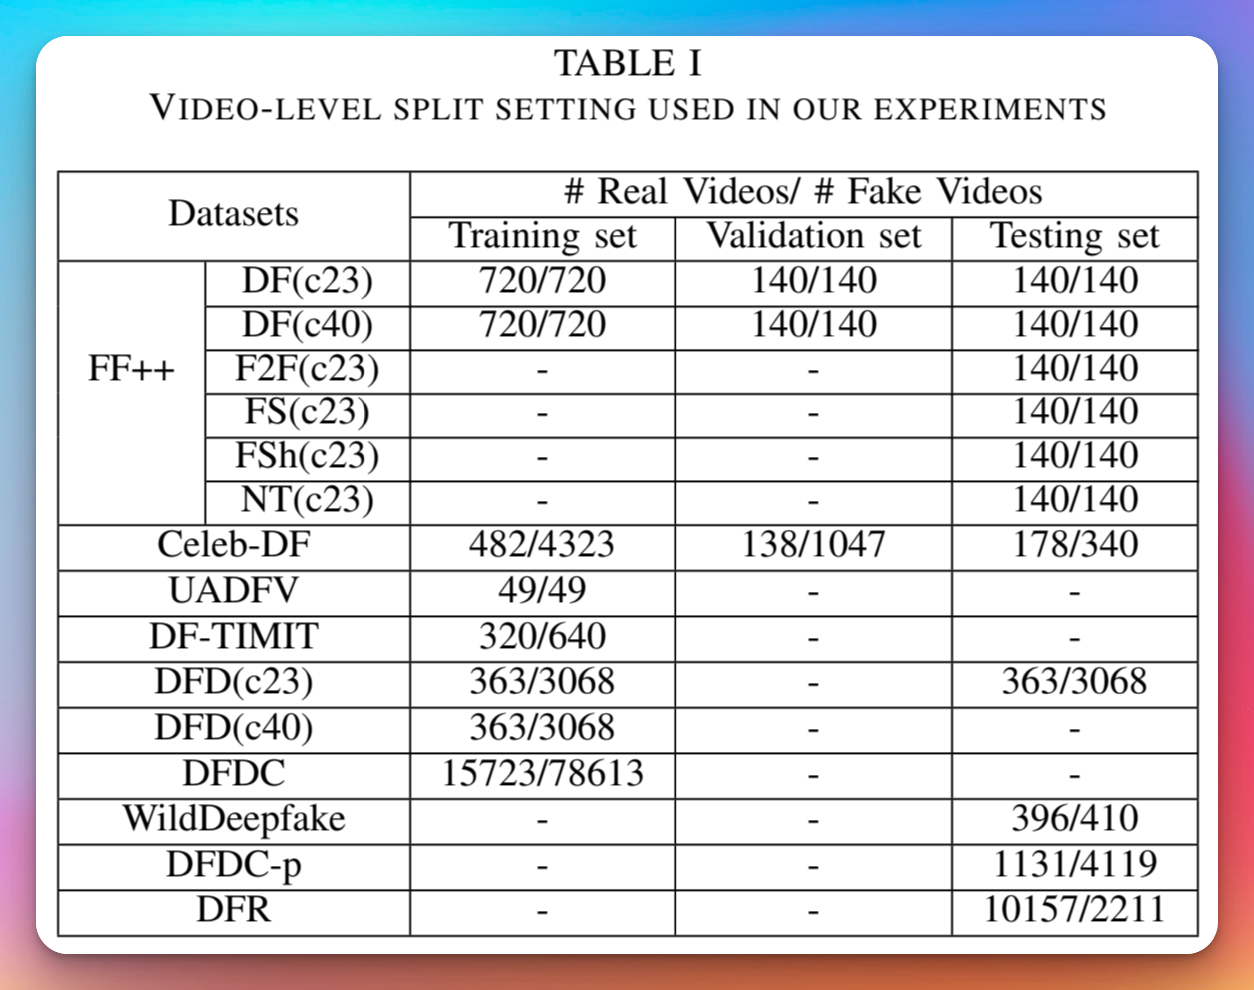 TABLE I
VIDEO-LEVEL SPLIT SETTING USED IN OUR EXPERIMENTS
Datasets # Real Videos/ # Fake Videos
Training set Validation set Testing set
FF++ DF(c23) 720/720 140/140 140/140
DF(c40) 720/720 140/140 140/140
F2F(c23) - - 140/140
FS(c23) - - 140/140
FSh(c23) - - 140/140
NT(c23) - - 140/140
Celeb-DF 482/4323 138/1047 178/340
UADFV 49/49 - -
DF-TIMIT 320/640 - -
DFD(c23) 363/3068 - 363/3068
DFD(c40) 363/3068 - -
DFDC 15723/78613 - -
WildDeepfake - - 396/410
DFDC-p - - 1131/4119
DFR - - 10157/2211